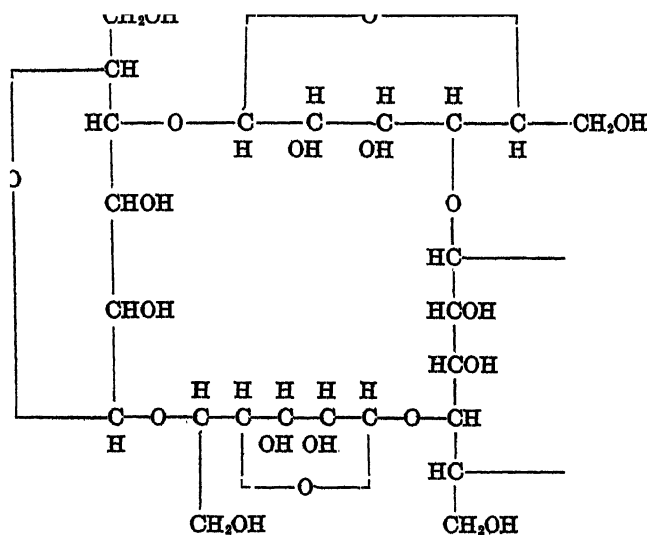 CH₂OH O
CH
H H H
HC O C C C C C CH₂OH
H OH OH H
O
CHOH O
HC
CHOH HCOH
HCOH
H H H H H
C O C C C C C O CH
H OH OH
HC
O
CH₂OH CH₂OH